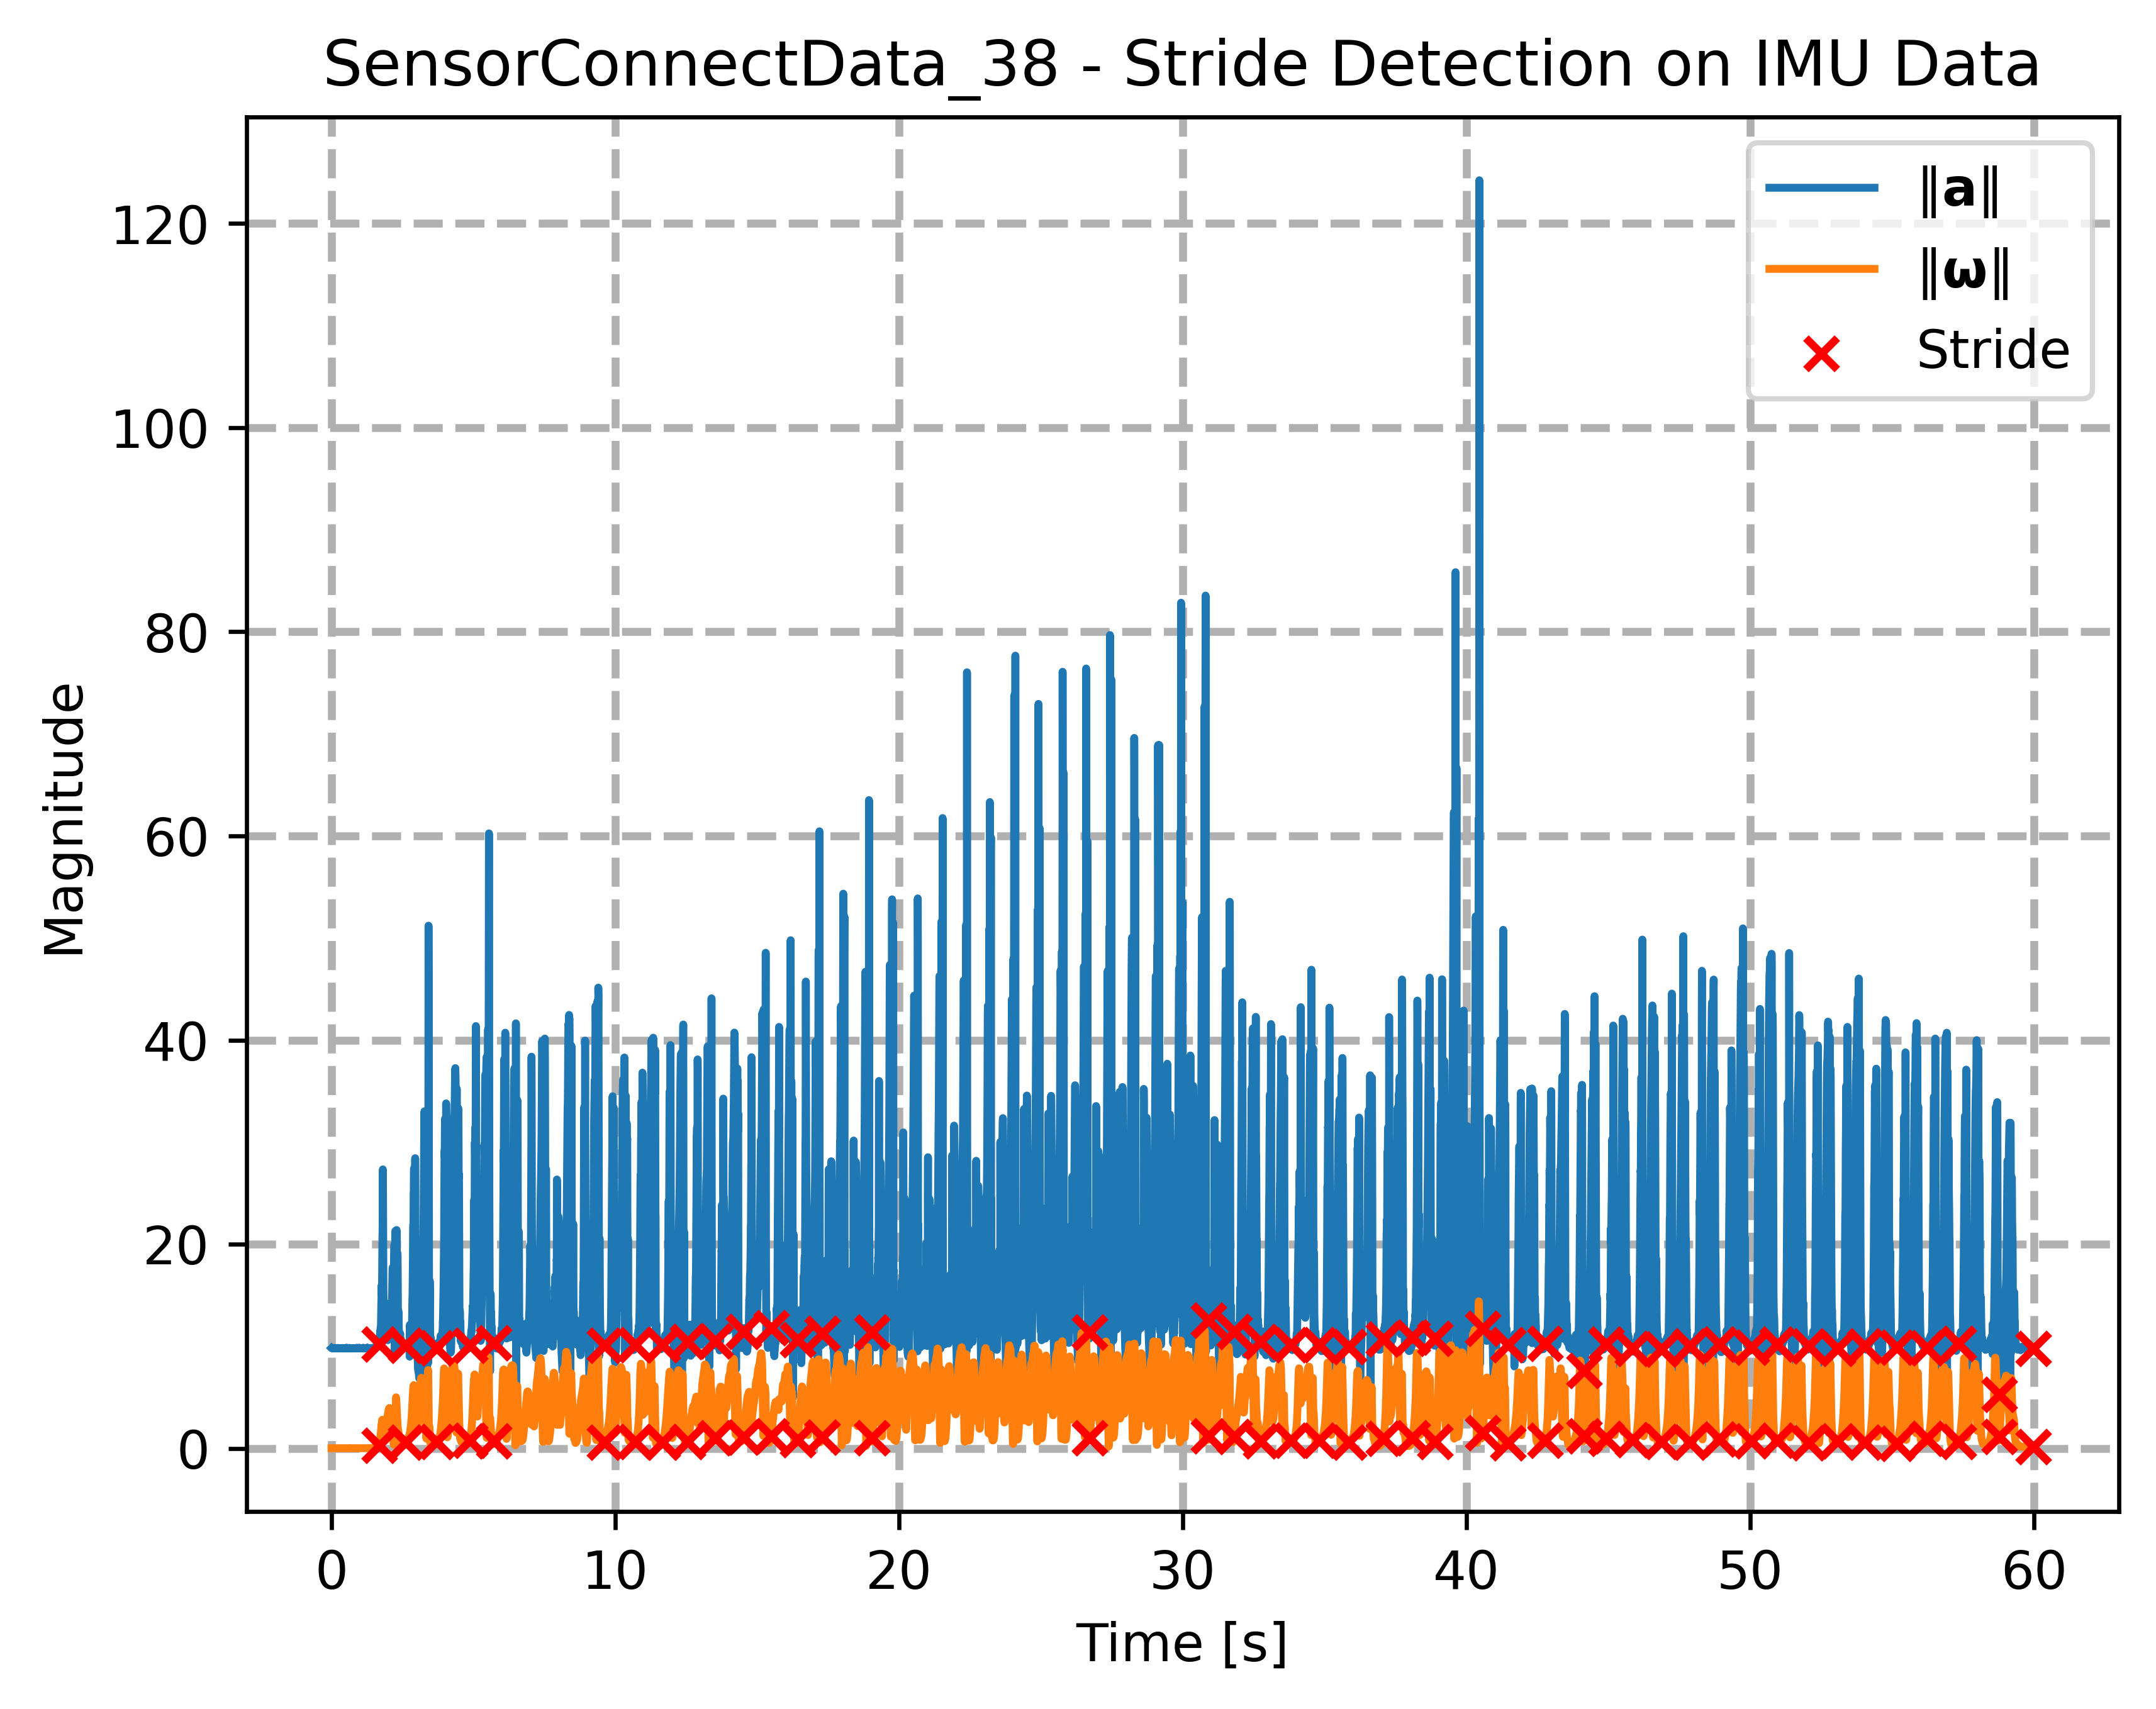 SensorConnectData_38 - Stride Detection on IMU Data
‖a‖
‖ω‖
Stride
Magnitude
120
100
80
60
40
20
0
0 10 20 30 40 50 60
Time [s]